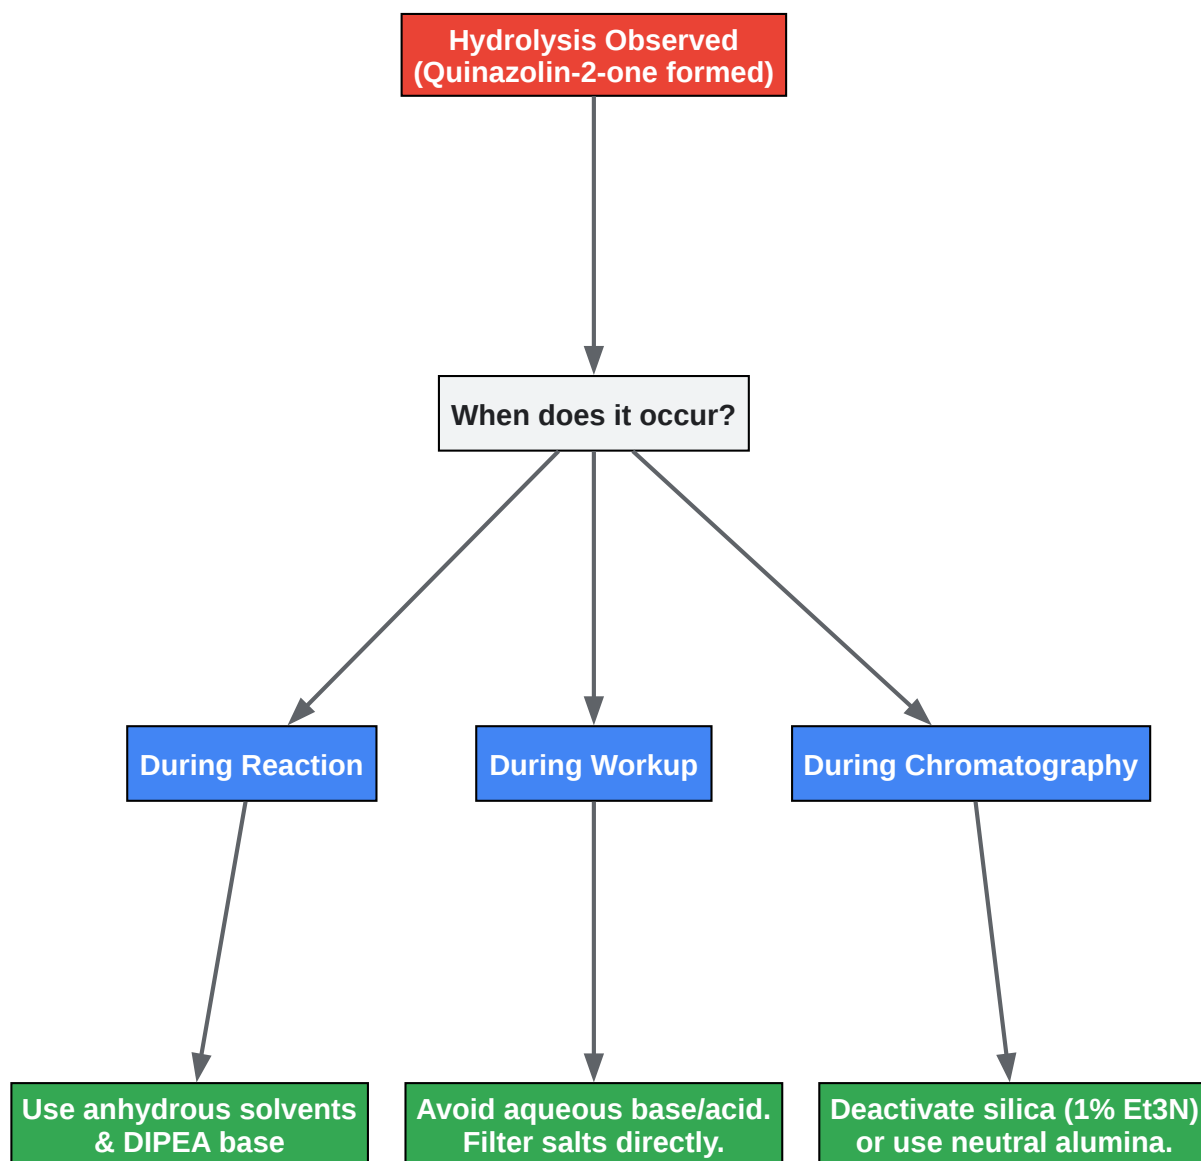 Hydrolysis Observed
(Quinazolin-2-one formed)
When does it occur?
During Reaction
During Workup
During Chromatography
Use anhydrous solvents
& DIPEA base
Avoid aqueous base/acid.
Filter salts directly.
Deactivate silica (1% Et3N)
or use neutral alumina.